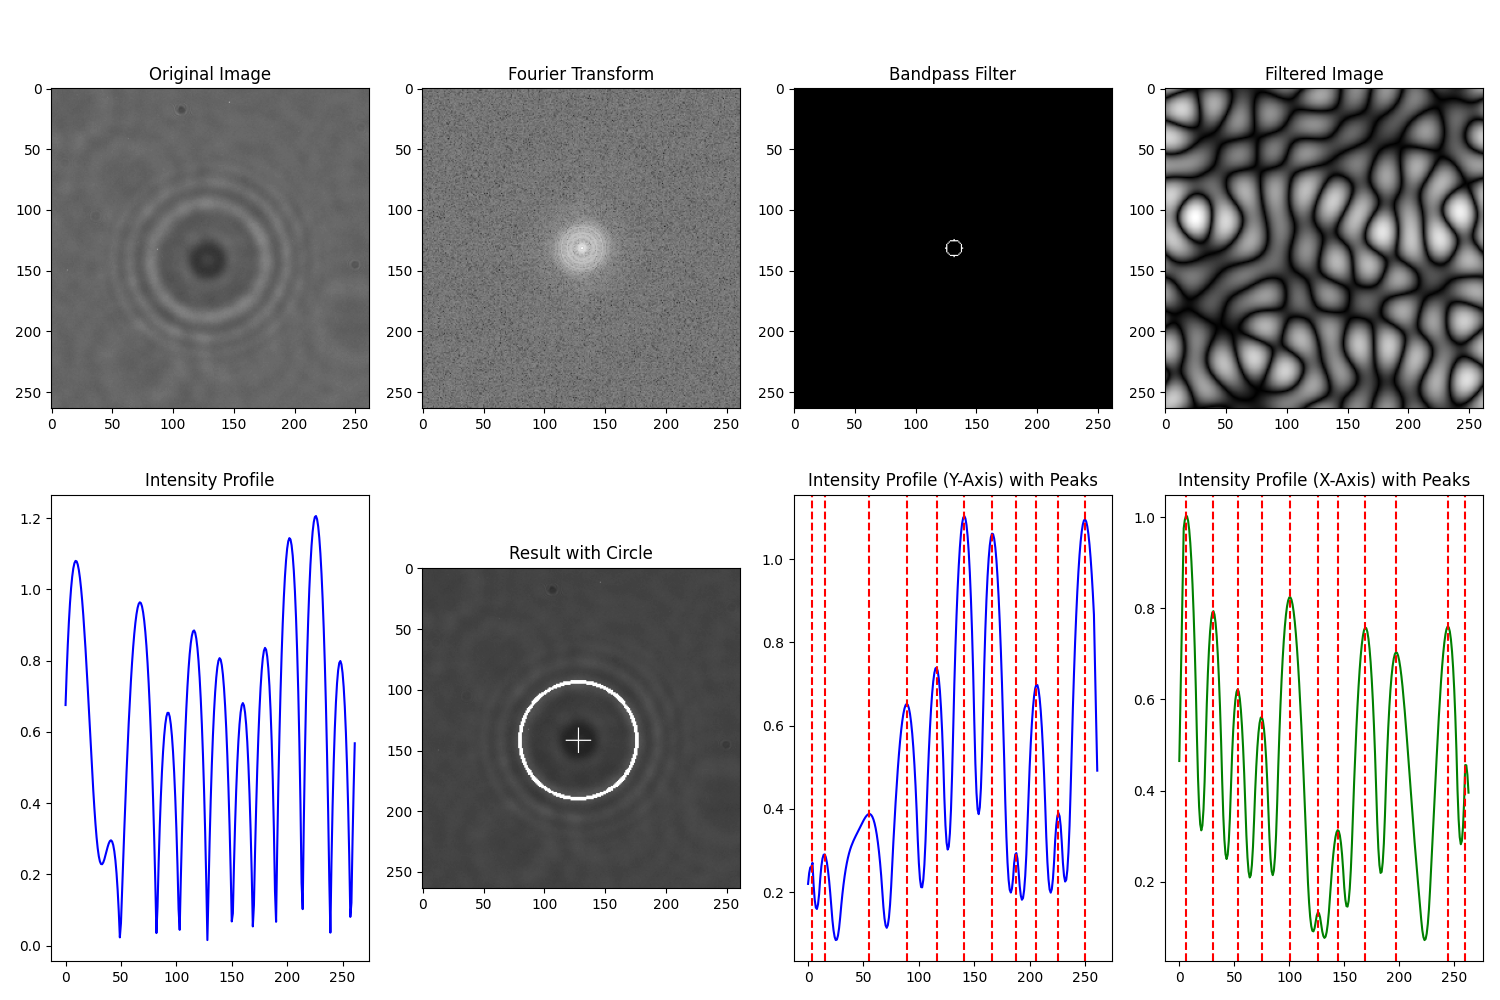 Original Image
Fourier Transform
Bandpass Filter
Filtered Image
0
50
100
150
200
250
0 50 100 150 200 250
0
50
100
150
200
250
0 50 100 150 200 250
0
50
100
150
200
250
0 50 100 150 200 250
0
50
100
150
200
250
0 50 100 150 200 250
Intensity Profile
1.2
1.0
0.8
0.6
0.4
0.2
0.0
0 50 100 150 200 250
Result with Circle
0
50
100
150
200
250
0 50 100 150 200 250
Intensity Profile (Y-Axis) with Peaks
1.0
0.8
0.6
0.4
0.2
0 50 100 150 200 250
Intensity Profile (X-Axis) with Peaks
1.0
0.8
0.6
0.4
0.2
0 50 100 150 200 250